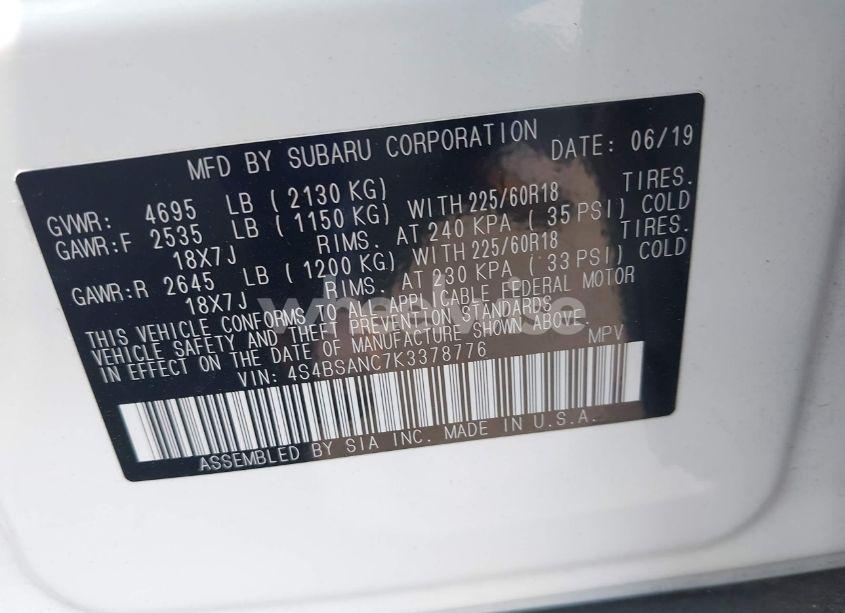 MFD BY SUBARU CORPORATION DATE: 06/19
GVWR: 4695 LB (2130 KG)
GAWR:F 2535 LB (1150 KG) WITH 225/60R18 TIRES.
18X7J RIMS. AT 240 KPA (35 PSI) COLD
GAWR:R 2645 LB (1200 KG) WITH 225/60R18 TIRES.
18X7J RIMS. AT 230 KPA (33 PSI) COLD
THIS VEHICLE CONFORMS TO ALL APPLICABLE FEDERAL MOTOR
VEHICLE SAFETY AND THEFT PREVENTION STANDARDS
IN EFFECT ON THE DATE OF MANUFACTURE SHOWN ABOVE.
VIN: 4S4BSANC7K3378776 MPV
ASSEMBLED BY SIA INC. MADE IN U.S.A.
wheelwise